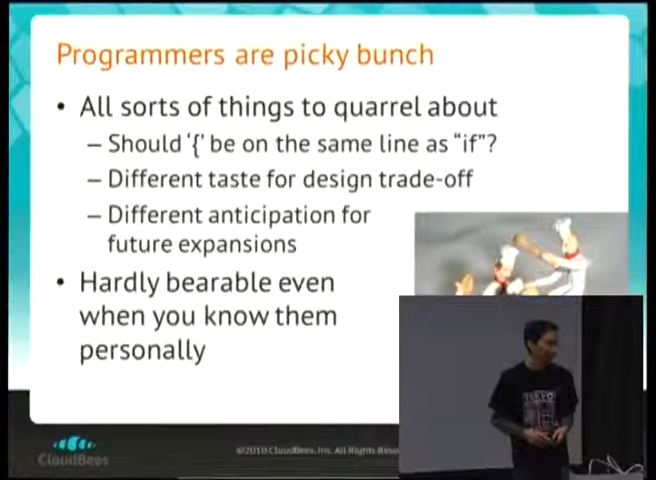 Programmers are picky bunch
• All sorts of things to quarrel about
– Should '{' be on the same line as "if"?
– Different taste for design trade-off
– Different anticipation for
future expansions
• Hardly bearable even
when you know them
personally
CloudBees
©2010 CloudBees, Inc. All Rights